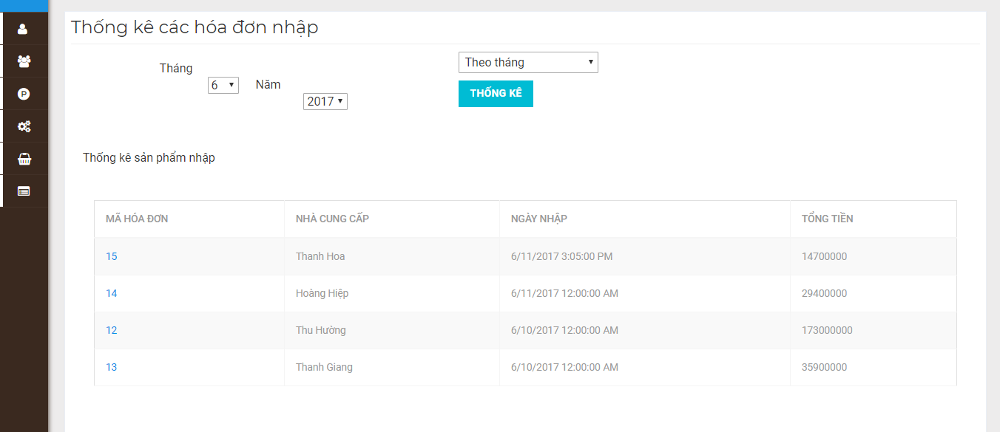 Thống kê các hóa đơn nhập
Theo tháng
Tháng
6
Năm
THỐNG KÊ
2017
Thống kê sản phẩm nhập
MÃ HÓA ĐƠN NHÀ CUNG CẤP NGÀY NHẬP TỔNG TIỀN
15 Thanh Hoa 6/11/2017 3:05:00 PM 14700000
14 Hoàng Hiệp 6/11/2017 12:00:00 AM 29400000
12 Thu Hường 6/10/2017 12:00:00 AM 173000000
13 Thanh Giang 6/10/2017 12:00:00 AM 35900000